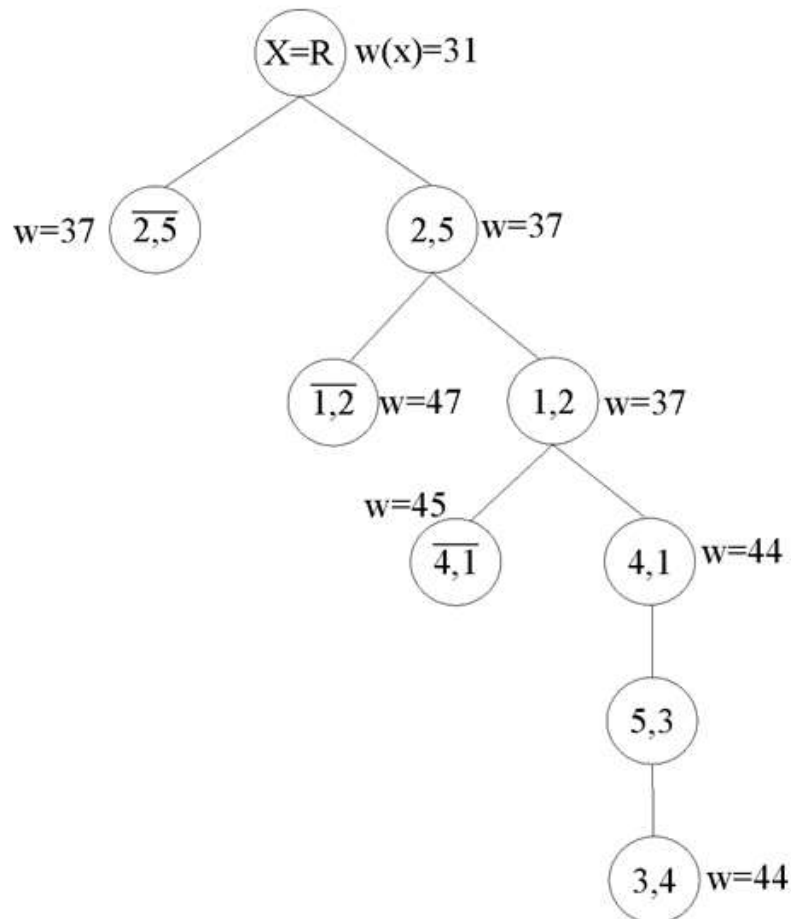 X=R w(x)=31
w=37 2̅,̅5̅ 2,5 w=37
1̅,̅2̅ w=47 1,2 w=37
w=45
4̅,̅1̅ 4,1 w=44
5,3
3,4 w=44